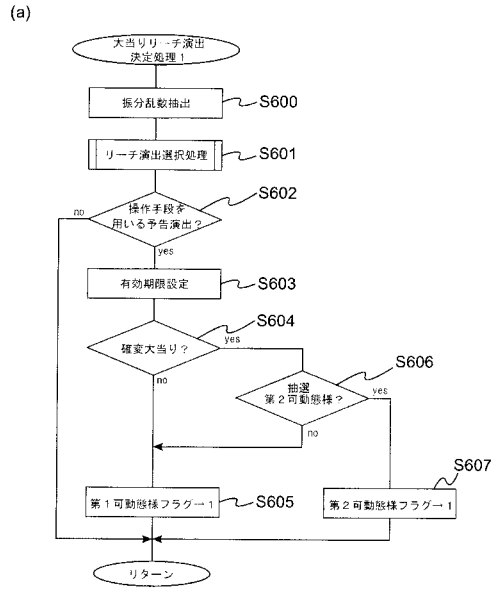 (a)
大当りリーチ演出
決定処理1
振分乱数抽出
S600
リーチ演出選択処理
S601
操作手段を
用いる予告演出?
S602
no
yes
有効期限設定
S603
確変大当り?
S604
yes
no
抽選
第2可動態様?
S606
yes
no
第1可動態様フラグ→1
S605
第2可動態様フラグ→1
S607
リターン